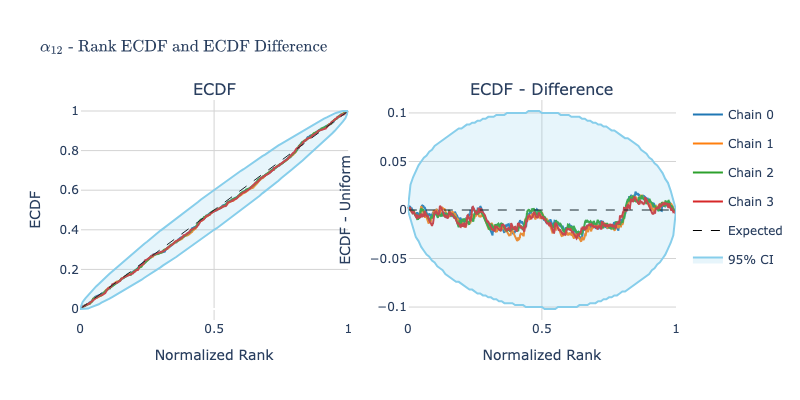 α₁₂ - Rank ECDF and ECDF Difference
ECDF
ECDF - Difference
ECDF
1
0.8
0.6
0.4
0.2
0
0
0.5
1
Normalized Rank
ECDF - Uniform
0.1
0.05
0
−0.05
−0.1
0
0.5
1
Normalized Rank
Chain 0
Chain 1
Chain 2
Chain 3
Expected
95% CI